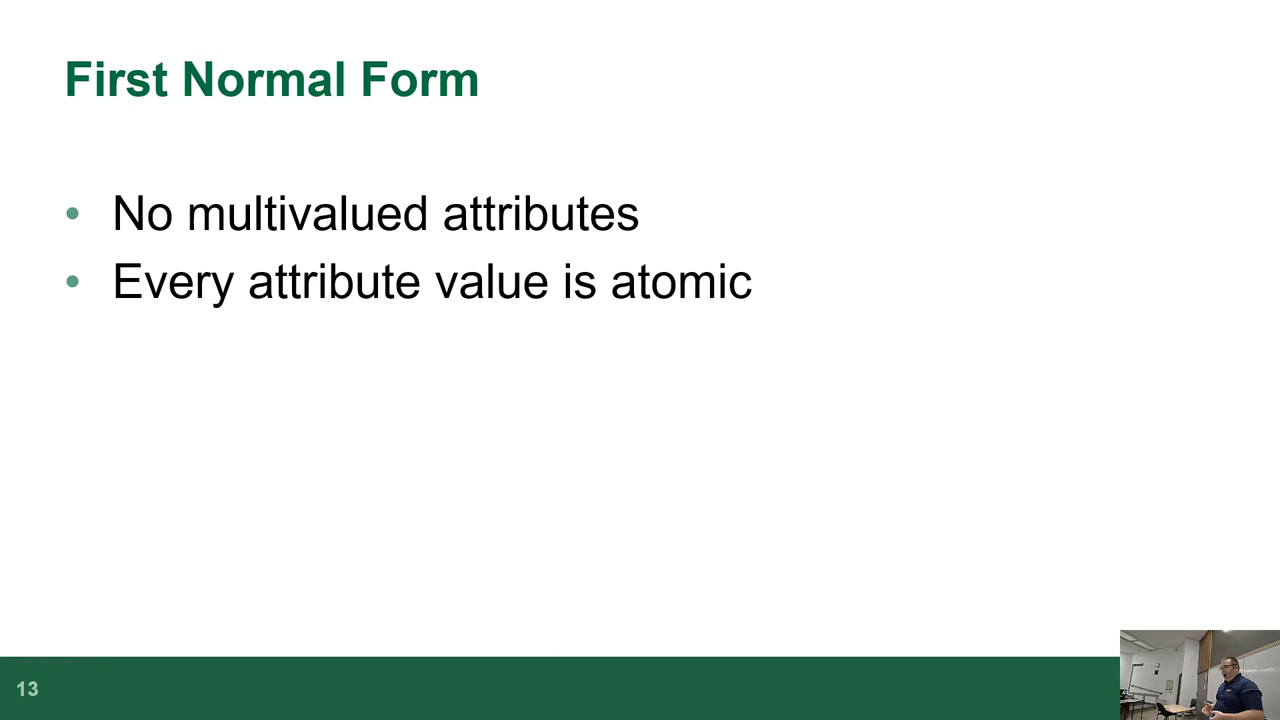 First Normal Form
• No multivalued attributes
• Every attribute value is atomic
13